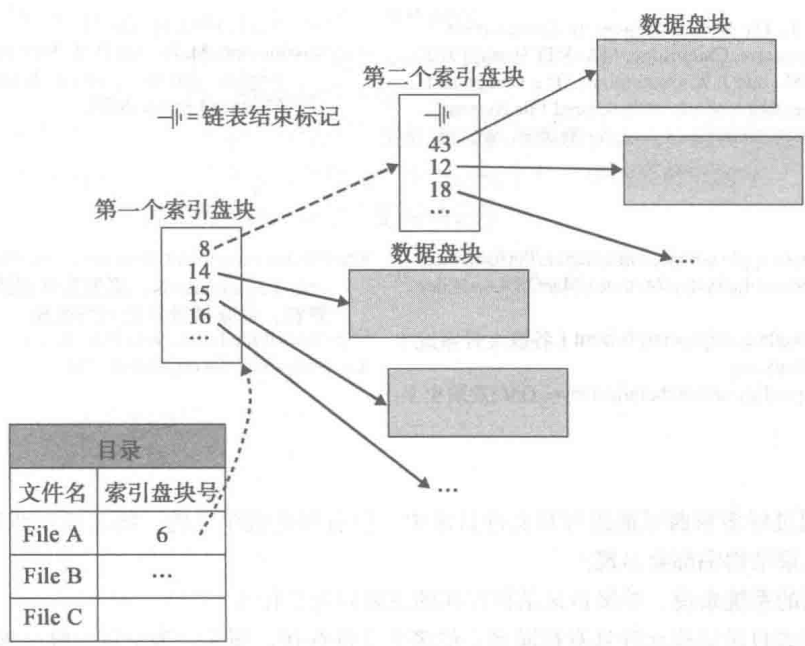 数据盘块
第二个索引盘块
=链表结束标记
43
12
18
…
第一个索引盘块
8
14
15
16
…
数据盘块
…
…
目录
文件名 索引盘块号
File A 6
File B …
File C